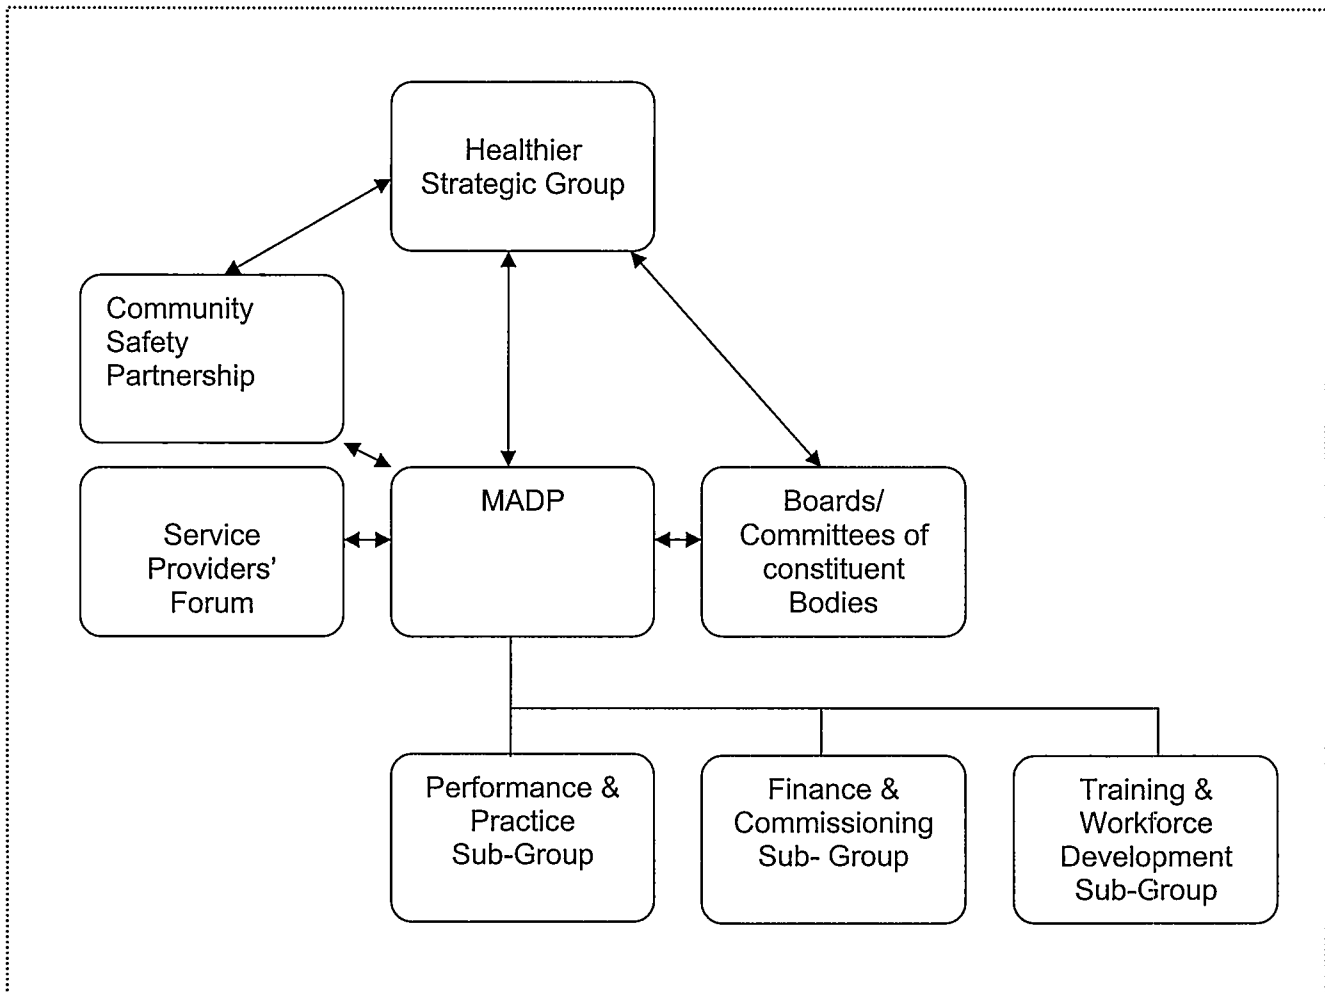 Healthier
Strategic Group
Community
Safety
Partnership
Service
Providers’
Forum
MADP
Boards/
Committees of
constituent
Bodies
Performance &
Practice
Sub-Group
Finance &
Commissioning
Sub- Group
Training &
Workforce
Development
Sub-Group